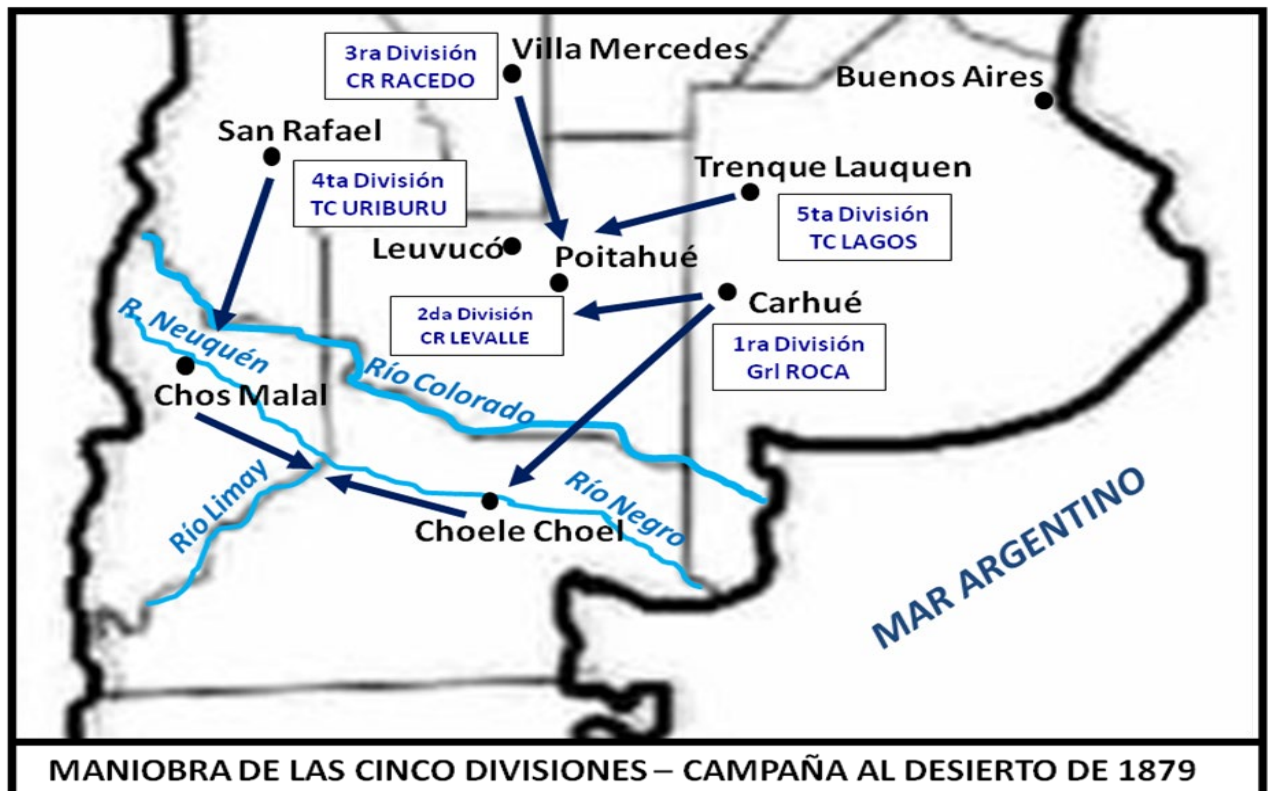 3ra División
CR RACEDO
Villa Mercedes
Buenos Aires
San Rafael
4ta División
TC URIBURU
Trenque Lauquen
5ta División
TC LAGOS
Leuvucó
Poitahué
2da División
CR LEVALLE
Carhué
1ra División
Grl ROCA
R. Neuquén
Chos Malal
Río Colorado
Río Limay
Río Negro
Choele Choel
MAR ARGENTINO
MANIOBRA DE LAS CINCO DIVISIONES – CAMPAÑA AL DESIERTO DE 1879